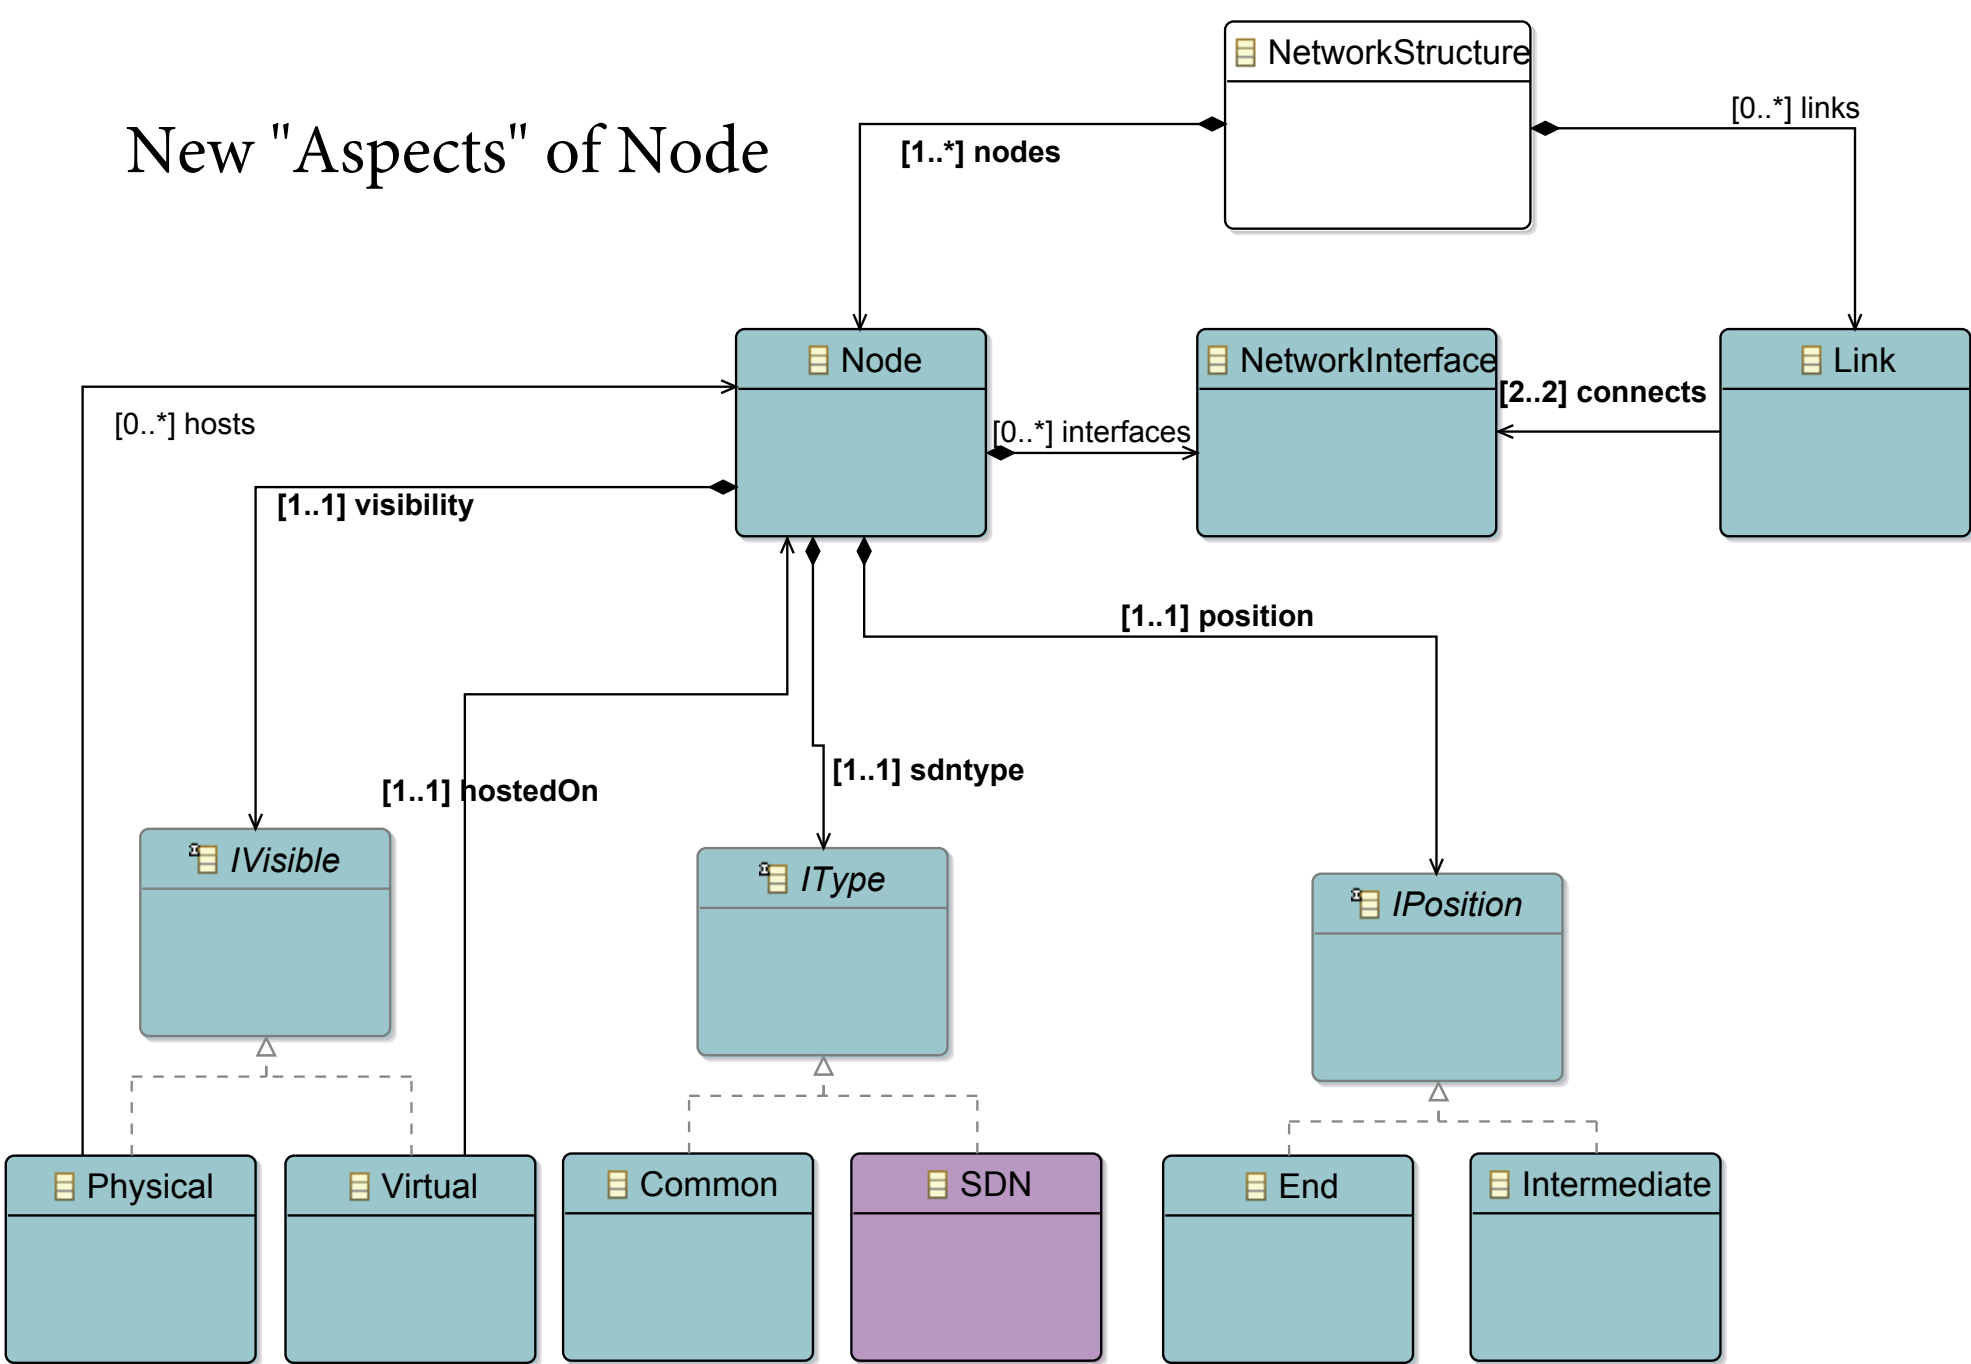 NetworkStructure
[0..*] links
New "Aspects" of Node
[1..*] nodes
Node
NetworkInterface
Link
[2..2] connects
[0..*] hosts
[0..*] interfaces
[1..1] visibility
[1..1] position
[1..1] sdntype
[1..1] hostedOn
IVisible
IType
IPosition
Physical
Virtual
Common
SDN
End
Intermediate